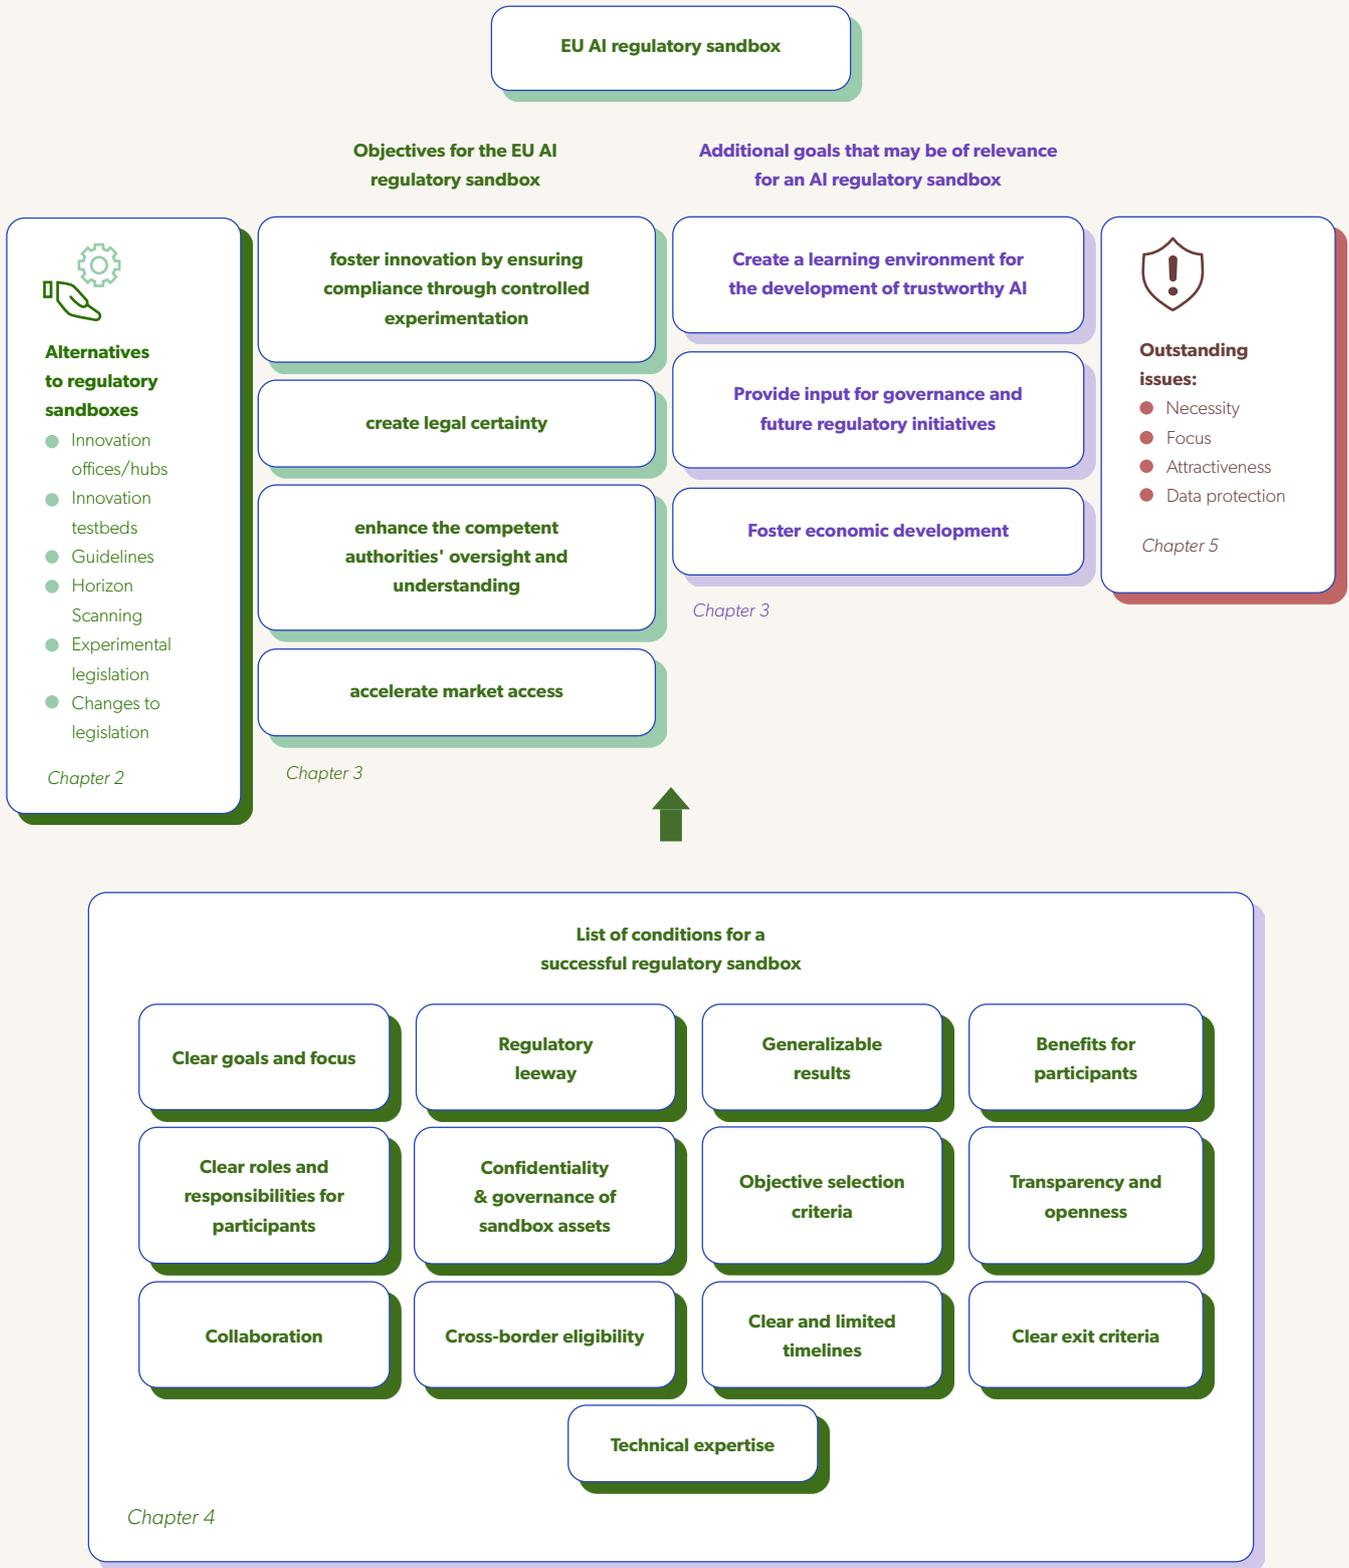 EU AI regulatory sandbox
Objectives for the EU AI
regulatory sandbox
Additional goals that may be of relevance
for an AI regulatory sandbox
Alternatives
to regulatory
sandboxes
Innovation
offices/hubs
Innovation
testbeds
Guidelines
Horizon
Scanning
Experimental
legislation
Changes to
legislation
Chapter 2
foster innovation by ensuring
compliance through controlled
experimentation
create legal certainty
enhance the competent
authorities' oversight and
understanding
accelerate market access
Chapter 3
Create a learning environment for
the development of trustworthy AI
Provide input for governance and
future regulatory initiatives
Foster economic development
Chapter 3
Outstanding
issues:
Necessity
Focus
Attractiveness
Data protection
Chapter 5
List of conditions for a
successful regulatory sandbox
Clear goals and focus
Regulatory
leeway
Generalizable
results
Benefits for
participants
Clear roles and
responsibilities for
participants
Confidentiality
& governance of
sandbox assets
Objective selection
criteria
Transparency and
openness
Collaboration
Cross-border eligibility
Clear and limited
timelines
Clear exit criteria
Technical expertise
Chapter 4